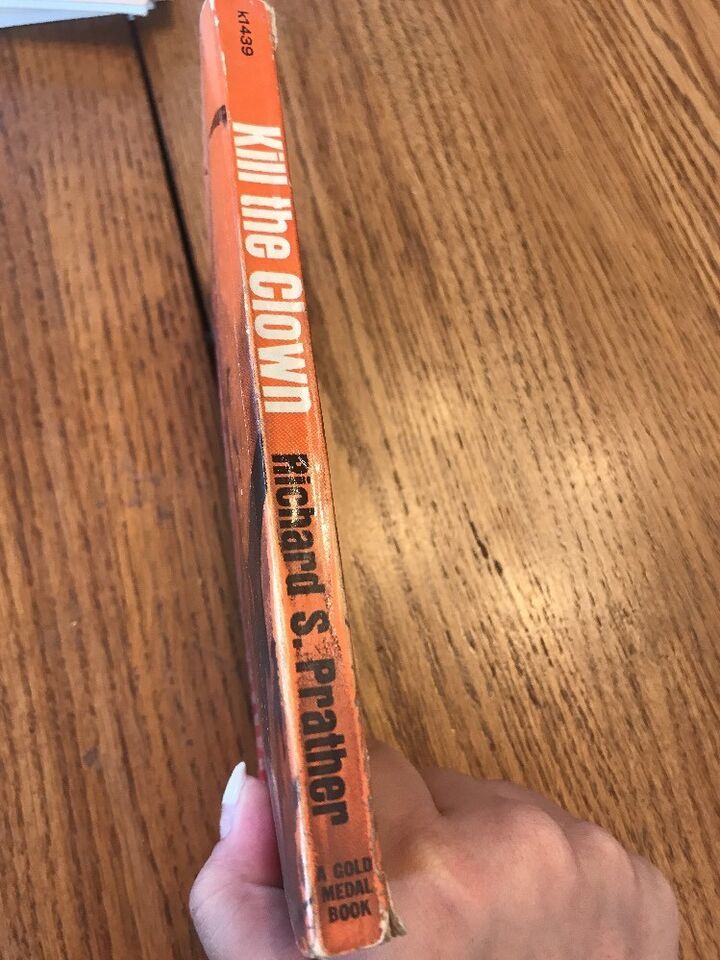 k1439
Kill the Clown
Richard S. Prather
A GOLD
MEDAL
BOOK